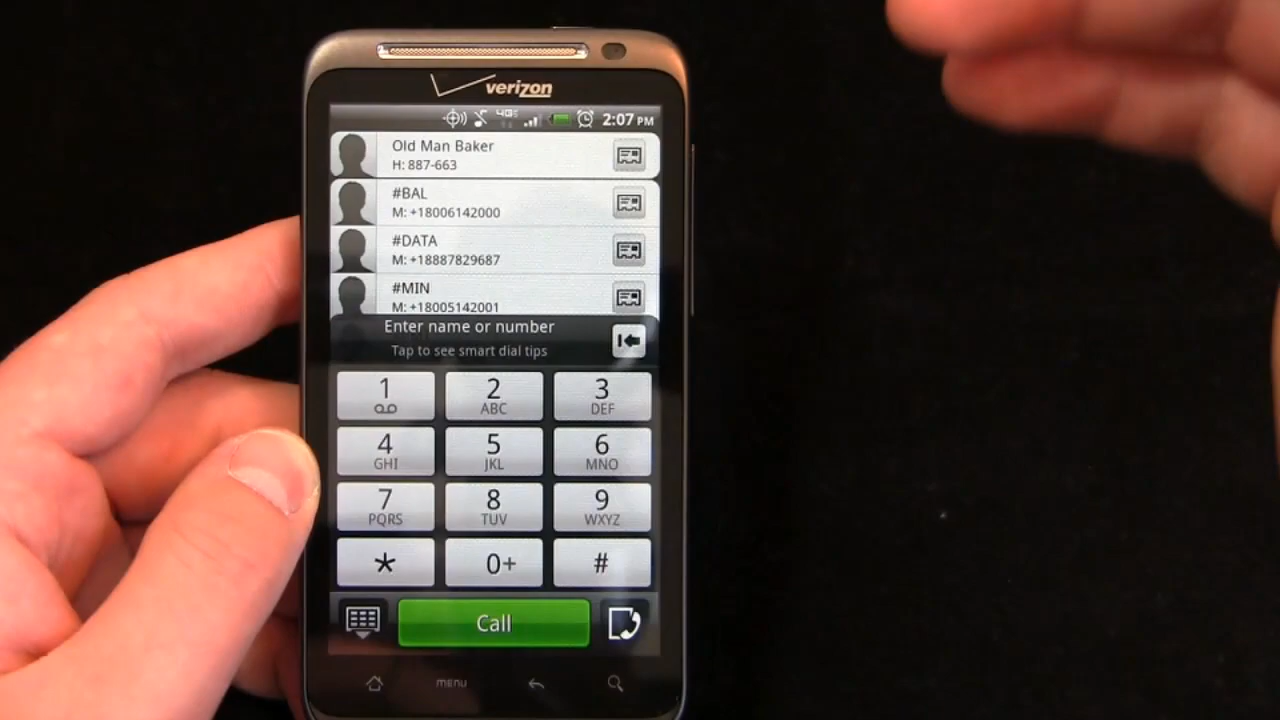 verizon
4G
2:07 PM
Old Man Baker
H: 887-663
#BAL
M: +18006142000
#DATA
M: +18887829687
#MIN
M: +18005142001
Enter name or number
Tap to see smart dial tips
1 2 3
ABC DEF
4 5 6
GHI JKL MNO
7 8 9
PQRS TUV WXYZ
* 0+ #
Call
menu